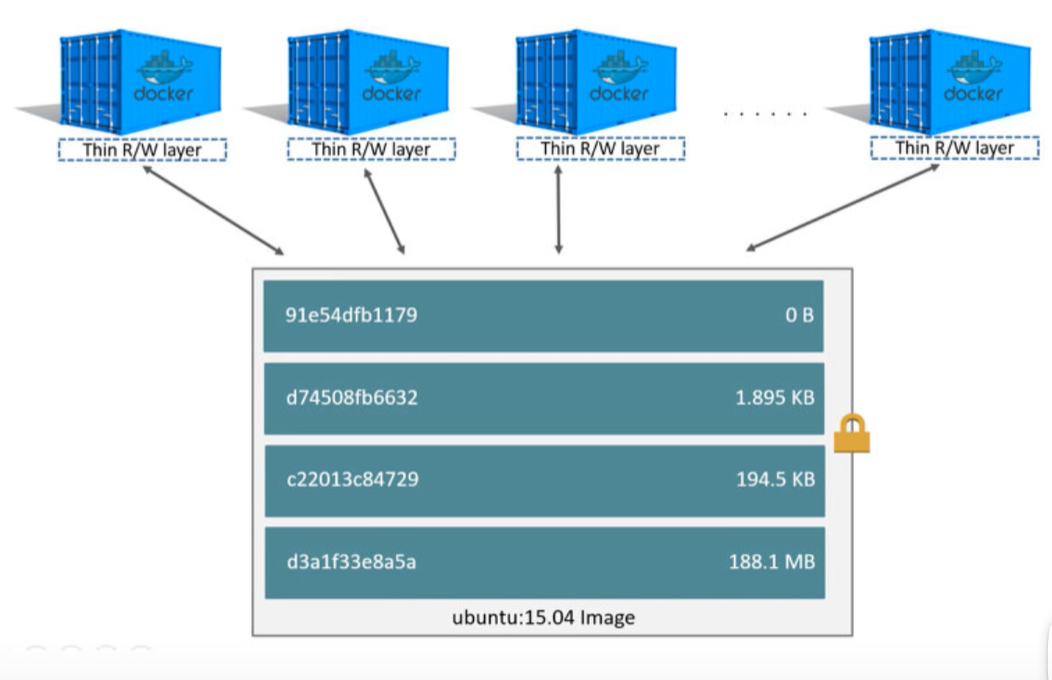 docker docker docker docker
. . . . . .
Thin R/W layer Thin R/W layer Thin R/W layer Thin R/W layer
91e54dfb1179 0 B
d74508fb6632 1.895 KB
c22013c84729 194.5 KB
d3a1f33e8a5a 188.1 MB
ubuntu:15.04 Image